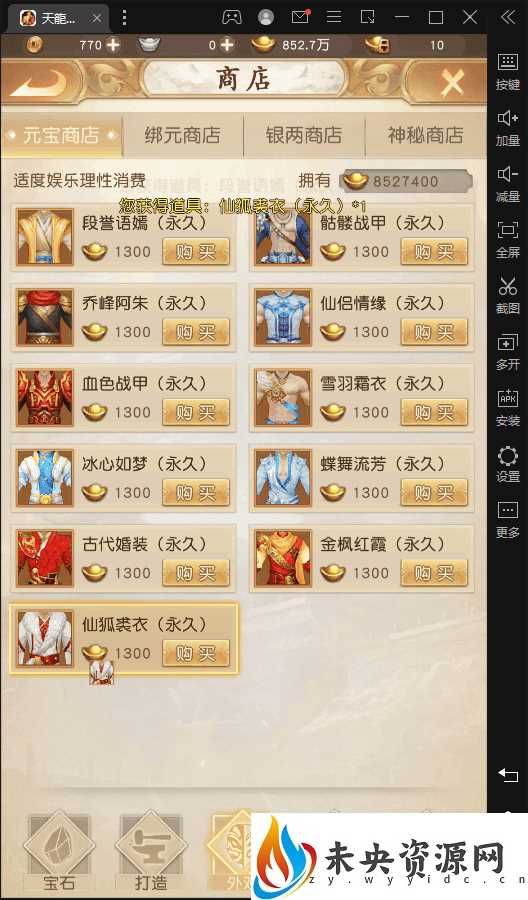 天龍...
770
0
852.7万
10
商店
元宝商店
绑元商店
银两商店
神秘商店
适度娱乐理性消费
拥有
8527400
您获得道具：仙狐裘衣（永久）*1
段誉语嫣（永久）
1300
购买
骷髅战甲（永久）
1300
购买
乔峰阿朱（永久）
1300
购买
仙侣情缘（永久）
1300
购买
血色战甲（永久）
1300
购买
雪羽霜衣（永久）
1300
购买
冰心如梦（永久）
1300
购买
蝶舞流芳（永久）
1300
购买
古代婚装（永久）
1300
购买
金枫红霞（永久）
1300
购买
仙狐裘衣（永久）
1300
购买
宝石
打造
按键
加量
减量
全屏
截图
多开
APK
安装
设置
更多
未央资源网
zy.wyyidc.cn